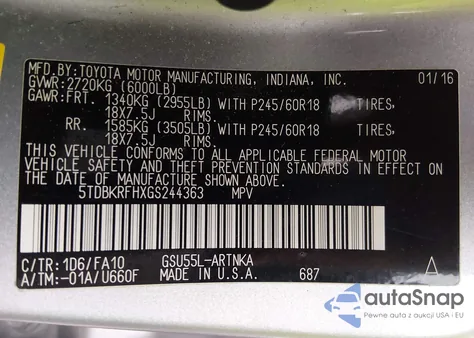 MFD.BY:TOYOTA MOTOR MANUFACTURING, INDIANA, INC. 01/16
GVWR:2720KG (6000LB)
GAWR:FRT. 1340KG (2955LB) WITH P245/60R18 TIRES,
18X7.5J RIMS.
RR. 1585KG (3505LB) WITH P245/60R18 TIRES,
18X7.5J RIMS.
THIS VEHICLE CONFORMS TO ALL APPLICABLE FEDERAL MOTOR
VEHICLE SAFETY AND THEFT PREVENTION STANDARDS IN EFFECT ON
THE DATE OF MANUFACTURE SHOWN ABOVE.
5TDBKRFHXGS244363 MPV
C/TR:1D6/FA10 GSU55L-ARTNKA
A/TM:-01A/U660F MADE IN U.S.A. 687 A
autoSnap
Pewne auta z aukcji w USA